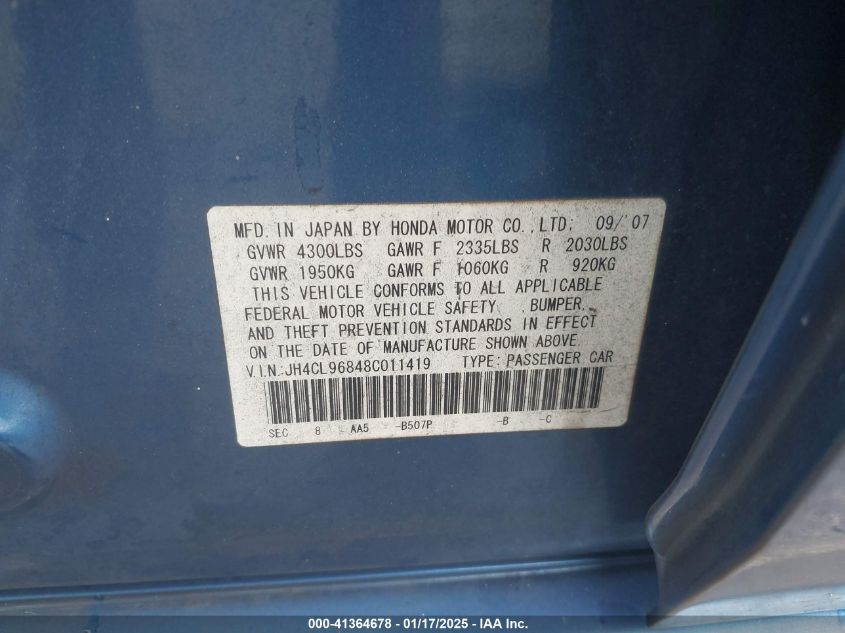 MFD. IN JAPAN BY HONDA MOTOR CO., LTD; 09/'07
GVWR 4300LBS GAWR F 2335LBS R 2030LBS
GVWR 1950KG GAWR F 1060KG R 920KG
THIS VEHICLE CONFORMS TO ALL APPLICABLE
FEDERAL MOTOR VEHICLE SAFETY , BUMPER,
AND THEFT PREVENTION STANDARDS IN EFFECT
ON THE DATE OF MANUFACTURE SHOWN ABOVE.
V.I.N.:JH4CL96848C011419 TYPE: PASSENGER CAR
SEC 8 AA5 -B507P -B -C
000-41364678 - 01/17/2025 - IAA Inc.